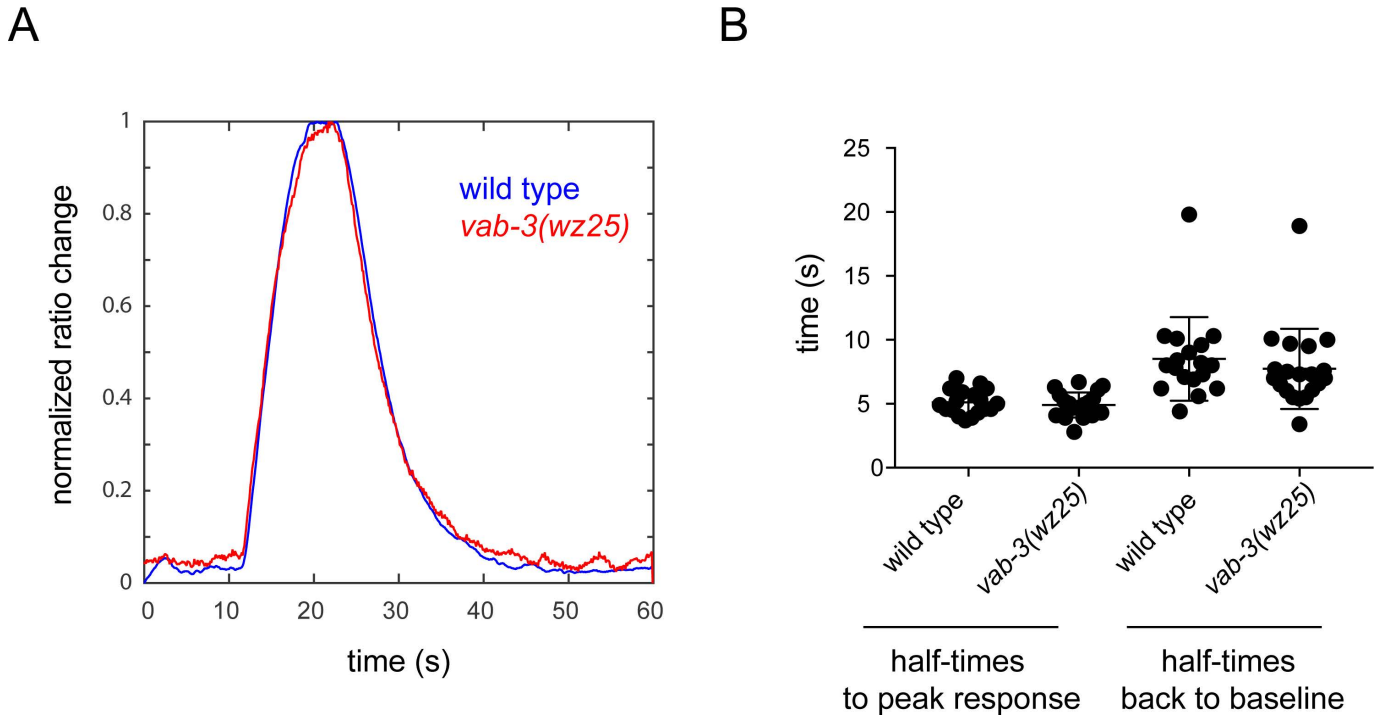 A
B
normalized ratio change
1
0.8
0.6
0.4
0.2
0
wild type
vab-3(wz25)
0 10 20 30 40 50 60
time (s)
time (s)
25
20
15
10
5
0
wild type
vab-3(wz25)
wild type
vab-3(wz25)
half-times
to peak response
half-times
back to baseline